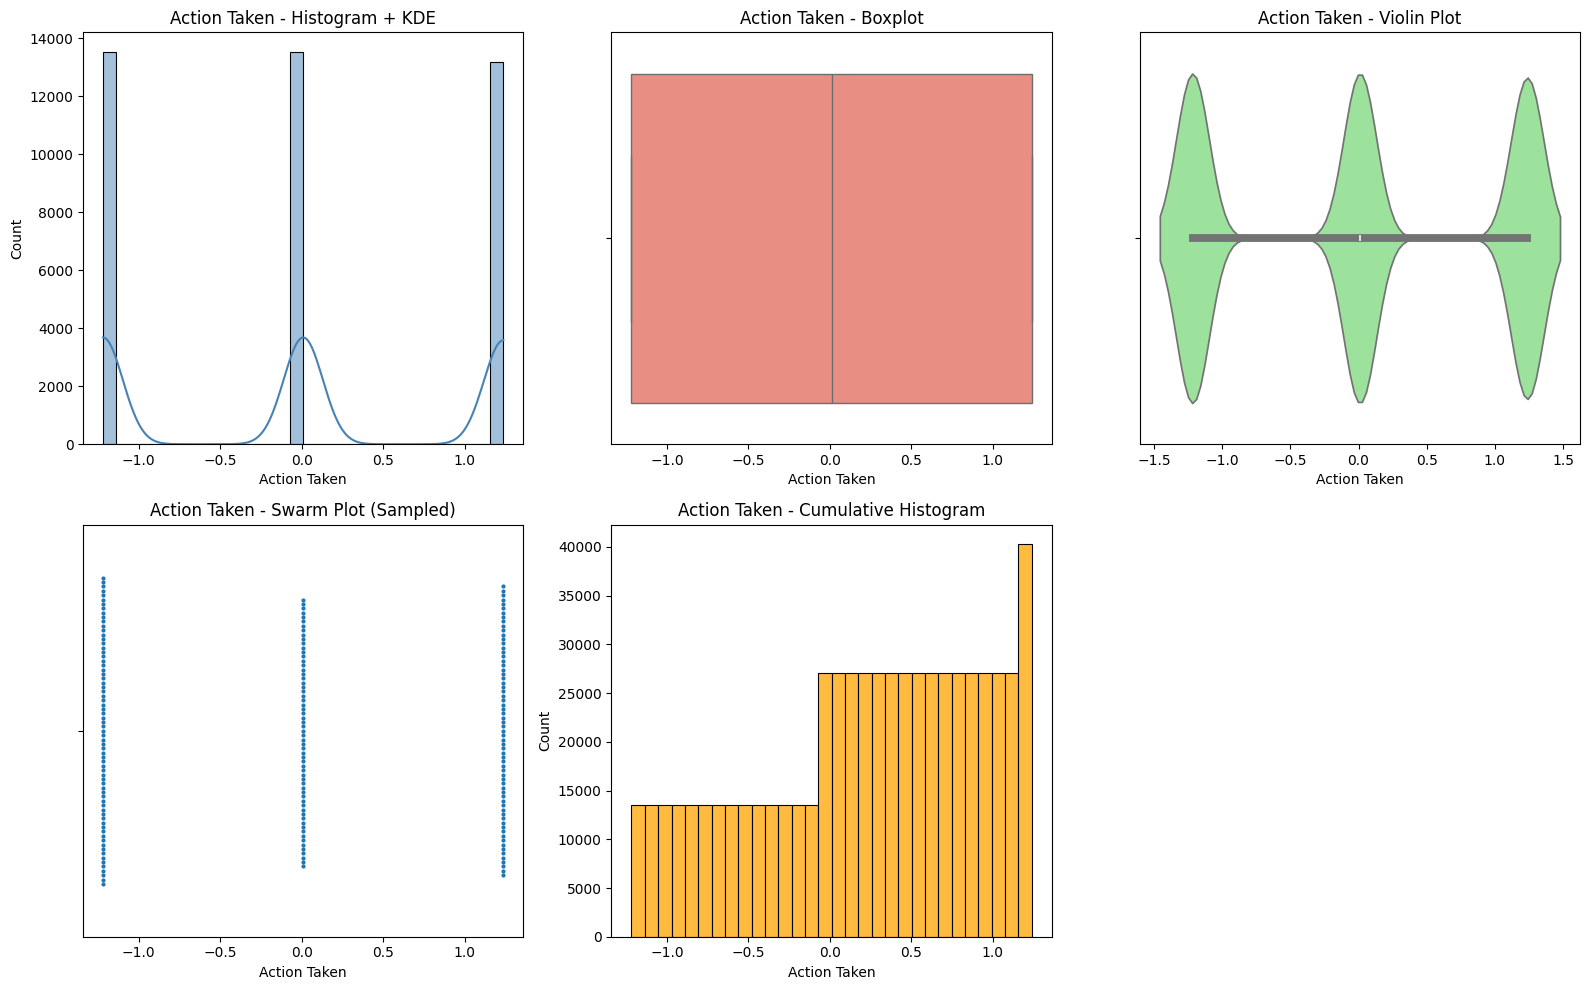 Action Taken - Histogram + KDE
14000
12000
10000
8000
6000
4000
2000
0
Count
−1.0 −0.5 0.0 0.5 1.0
Action Taken
Action Taken - Boxplot
−1.0 −0.5 0.0 0.5 1.0
Action Taken
Action Taken - Violin Plot
−1.5 −1.0 −0.5 0.0 0.5 1.0 1.5
Action Taken
Action Taken - Swarm Plot (Sampled)
−1.0 −0.5 0.0 0.5 1.0
Action Taken
Action Taken - Cumulative Histogram
40000
35000
30000
25000
20000
15000
10000
5000
0
Count
−1.0 −0.5 0.0 0.5 1.0
Action Taken